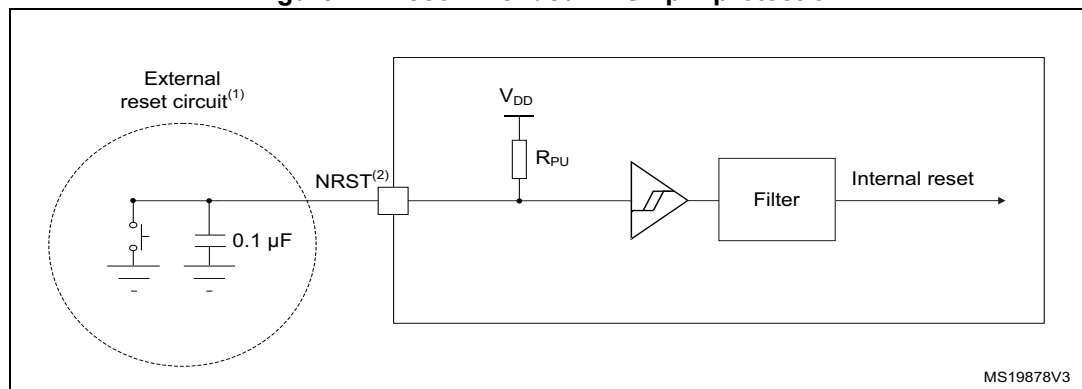 External
reset circuit(1)
VDD
RPU
NRST(2)
Filter
Internal reset
0.1 µF
MS19878V3